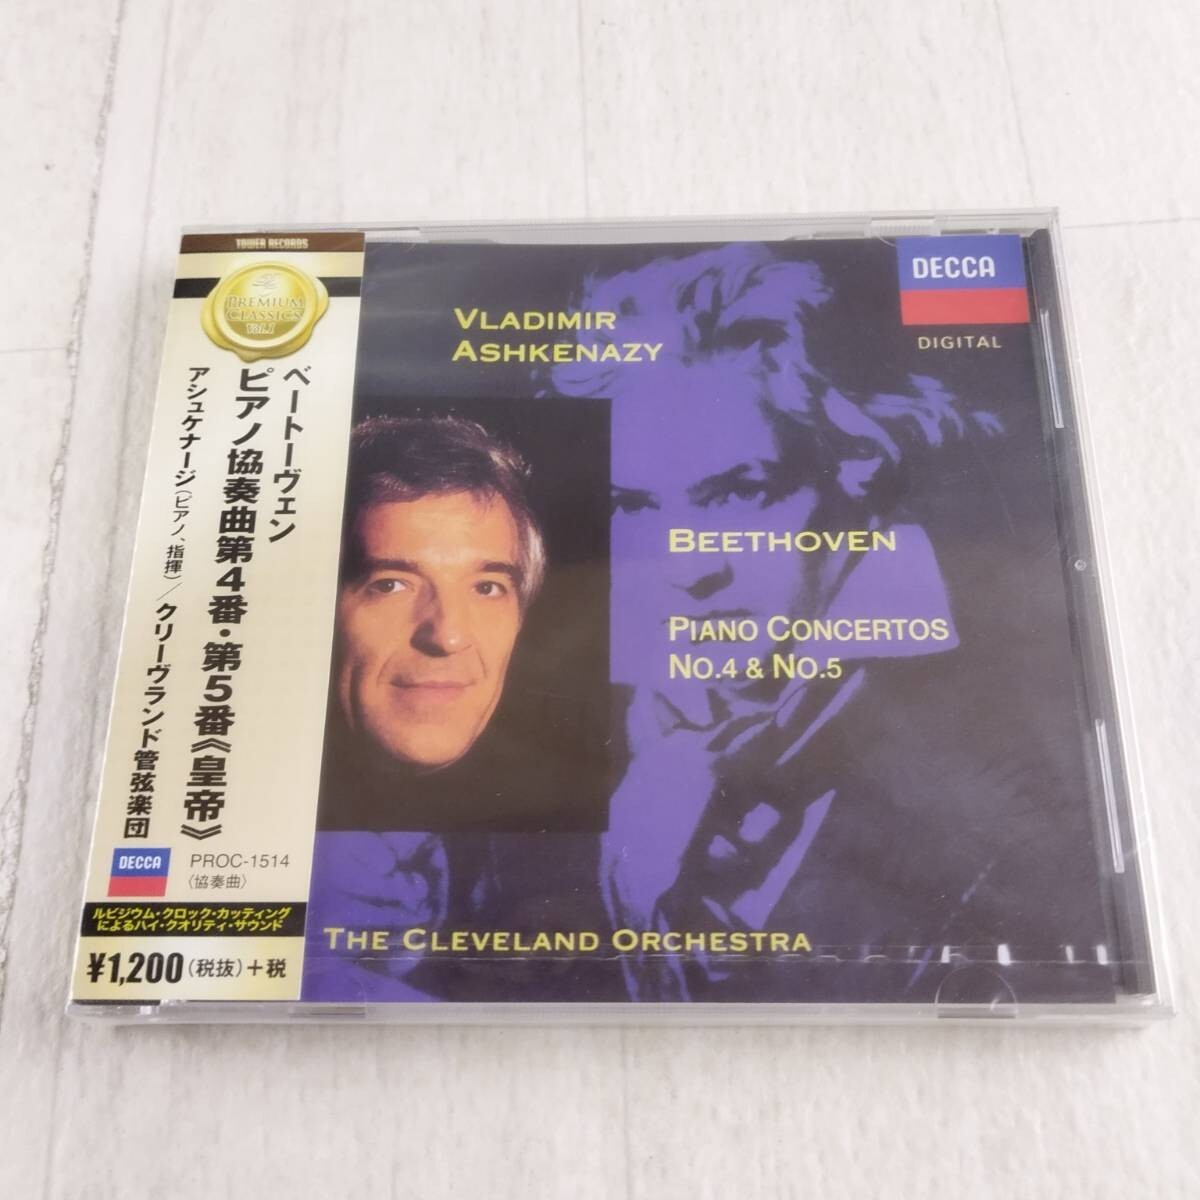 TOWER RECORDS
PREMIUM
CLASSICS
Vol.1
ベートーヴェン
ピアノ協奏曲第4番・第5番《皇帝》
アシュケナージ(ピアノ、指揮)/クリーヴランド管弦楽団
DECCA
PROC-1514
〈協奏曲〉
ルビジウム・クロック・カッティング
によるハイ・クオリティ・サウンド
¥1,200(税抜)+税
VLADIMIR
ASHKENAZY
DECCA
DIGITAL
BEETHOVEN
PIANO CONCERTOS
NO.4 & NO.5
THE CLEVELAND ORCHESTRA